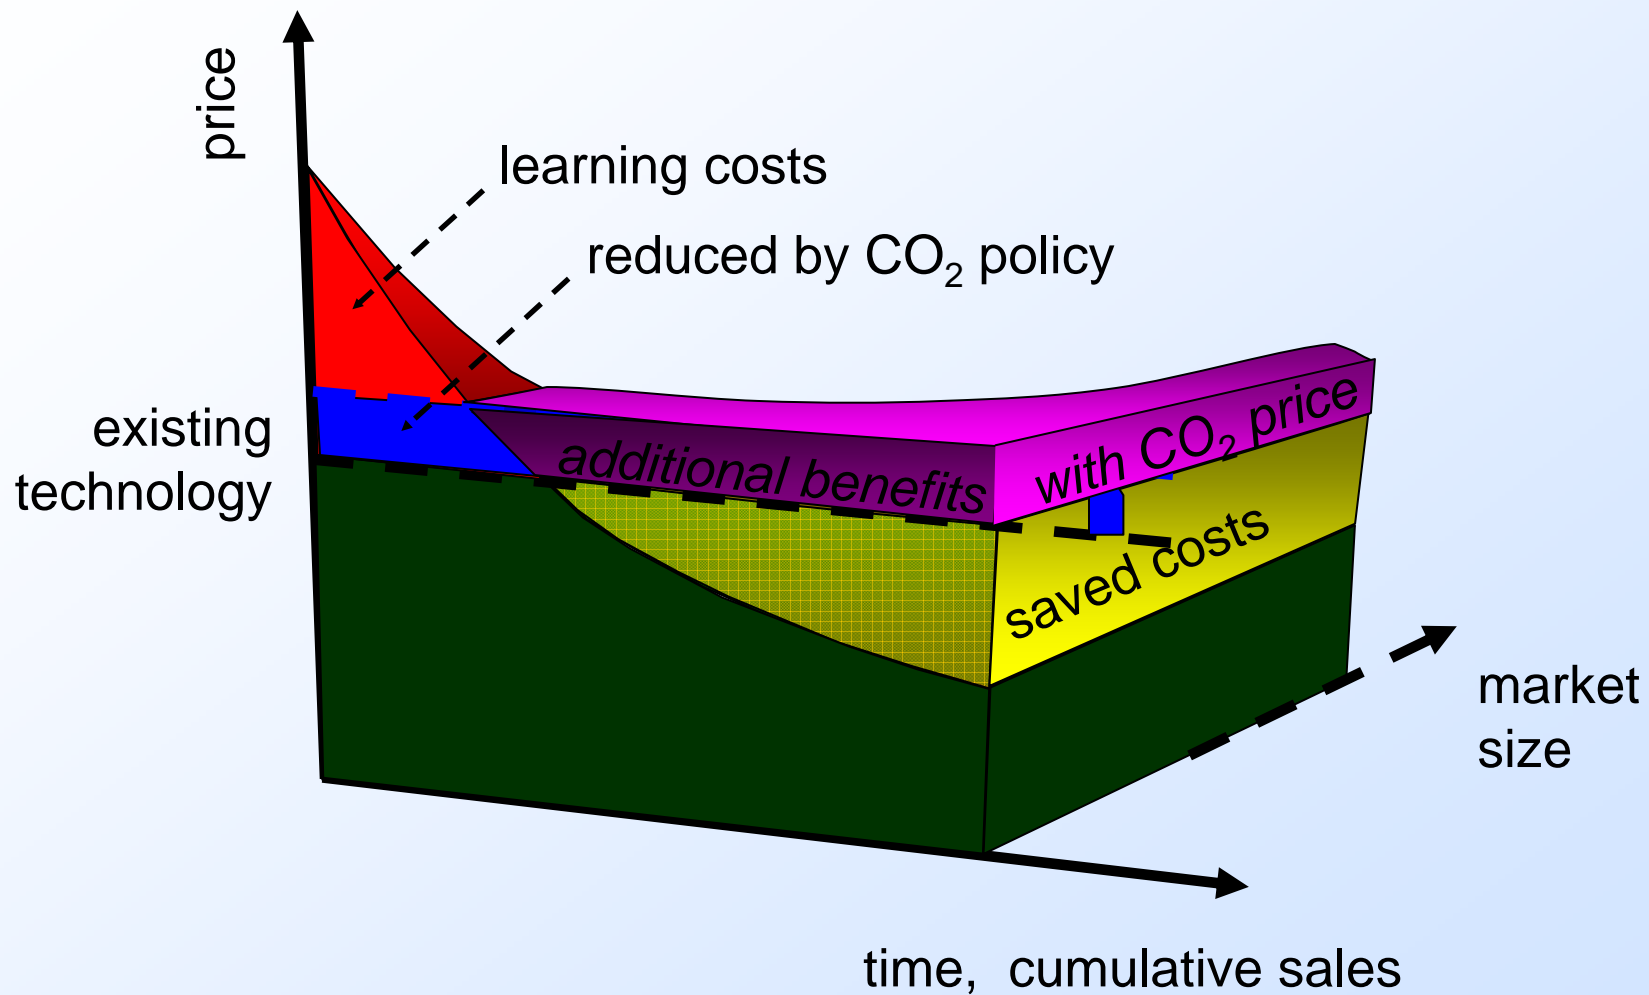 price
learning costs
reduced by CO₂ policy
existing
technology
additional benefits
with CO₂ price
saved costs
market
size
time, cumulative sales